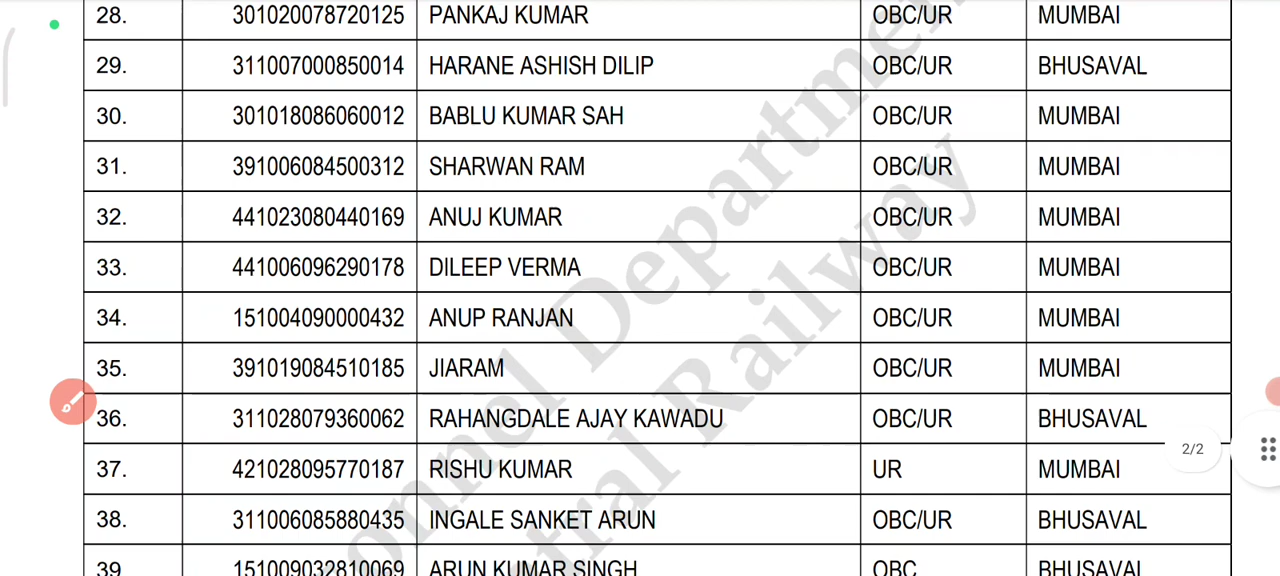 28. 301020078720125 PANKAJ KUMAR OBC/UR MUMBAI
29. 311007000850014 HARANE ASHISH DILIP OBC/UR BHUSAVAL
30. 301018086060012 BABLU KUMAR SAH OBC/UR MUMBAI
31. 391006084500312 SHARWAN RAM OBC/UR MUMBAI
32. 441023080440169 ANUJ KUMAR OBC/UR MUMBAI
33. 441006096290178 DILEEP VERMA OBC/UR MUMBAI
34. 151004090000432 ANUP RANJAN OBC/UR MUMBAI
35. 391019084510185 JIARAM OBC/UR MUMBAI
36. 311028079360062 RAHANGDALE AJAY KAWADU OBC/UR BHUSAVAL
2/2
37. 421028095770187 RISHU KUMAR UR MUMBAI
38. 311006085880435 INGALE SANKET ARUN OBC/UR BHUSAVAL
39. 151009032810069 ARUN KUMAR SINGH OBC BHUSAVAL
onnel Departmen
tral Railway